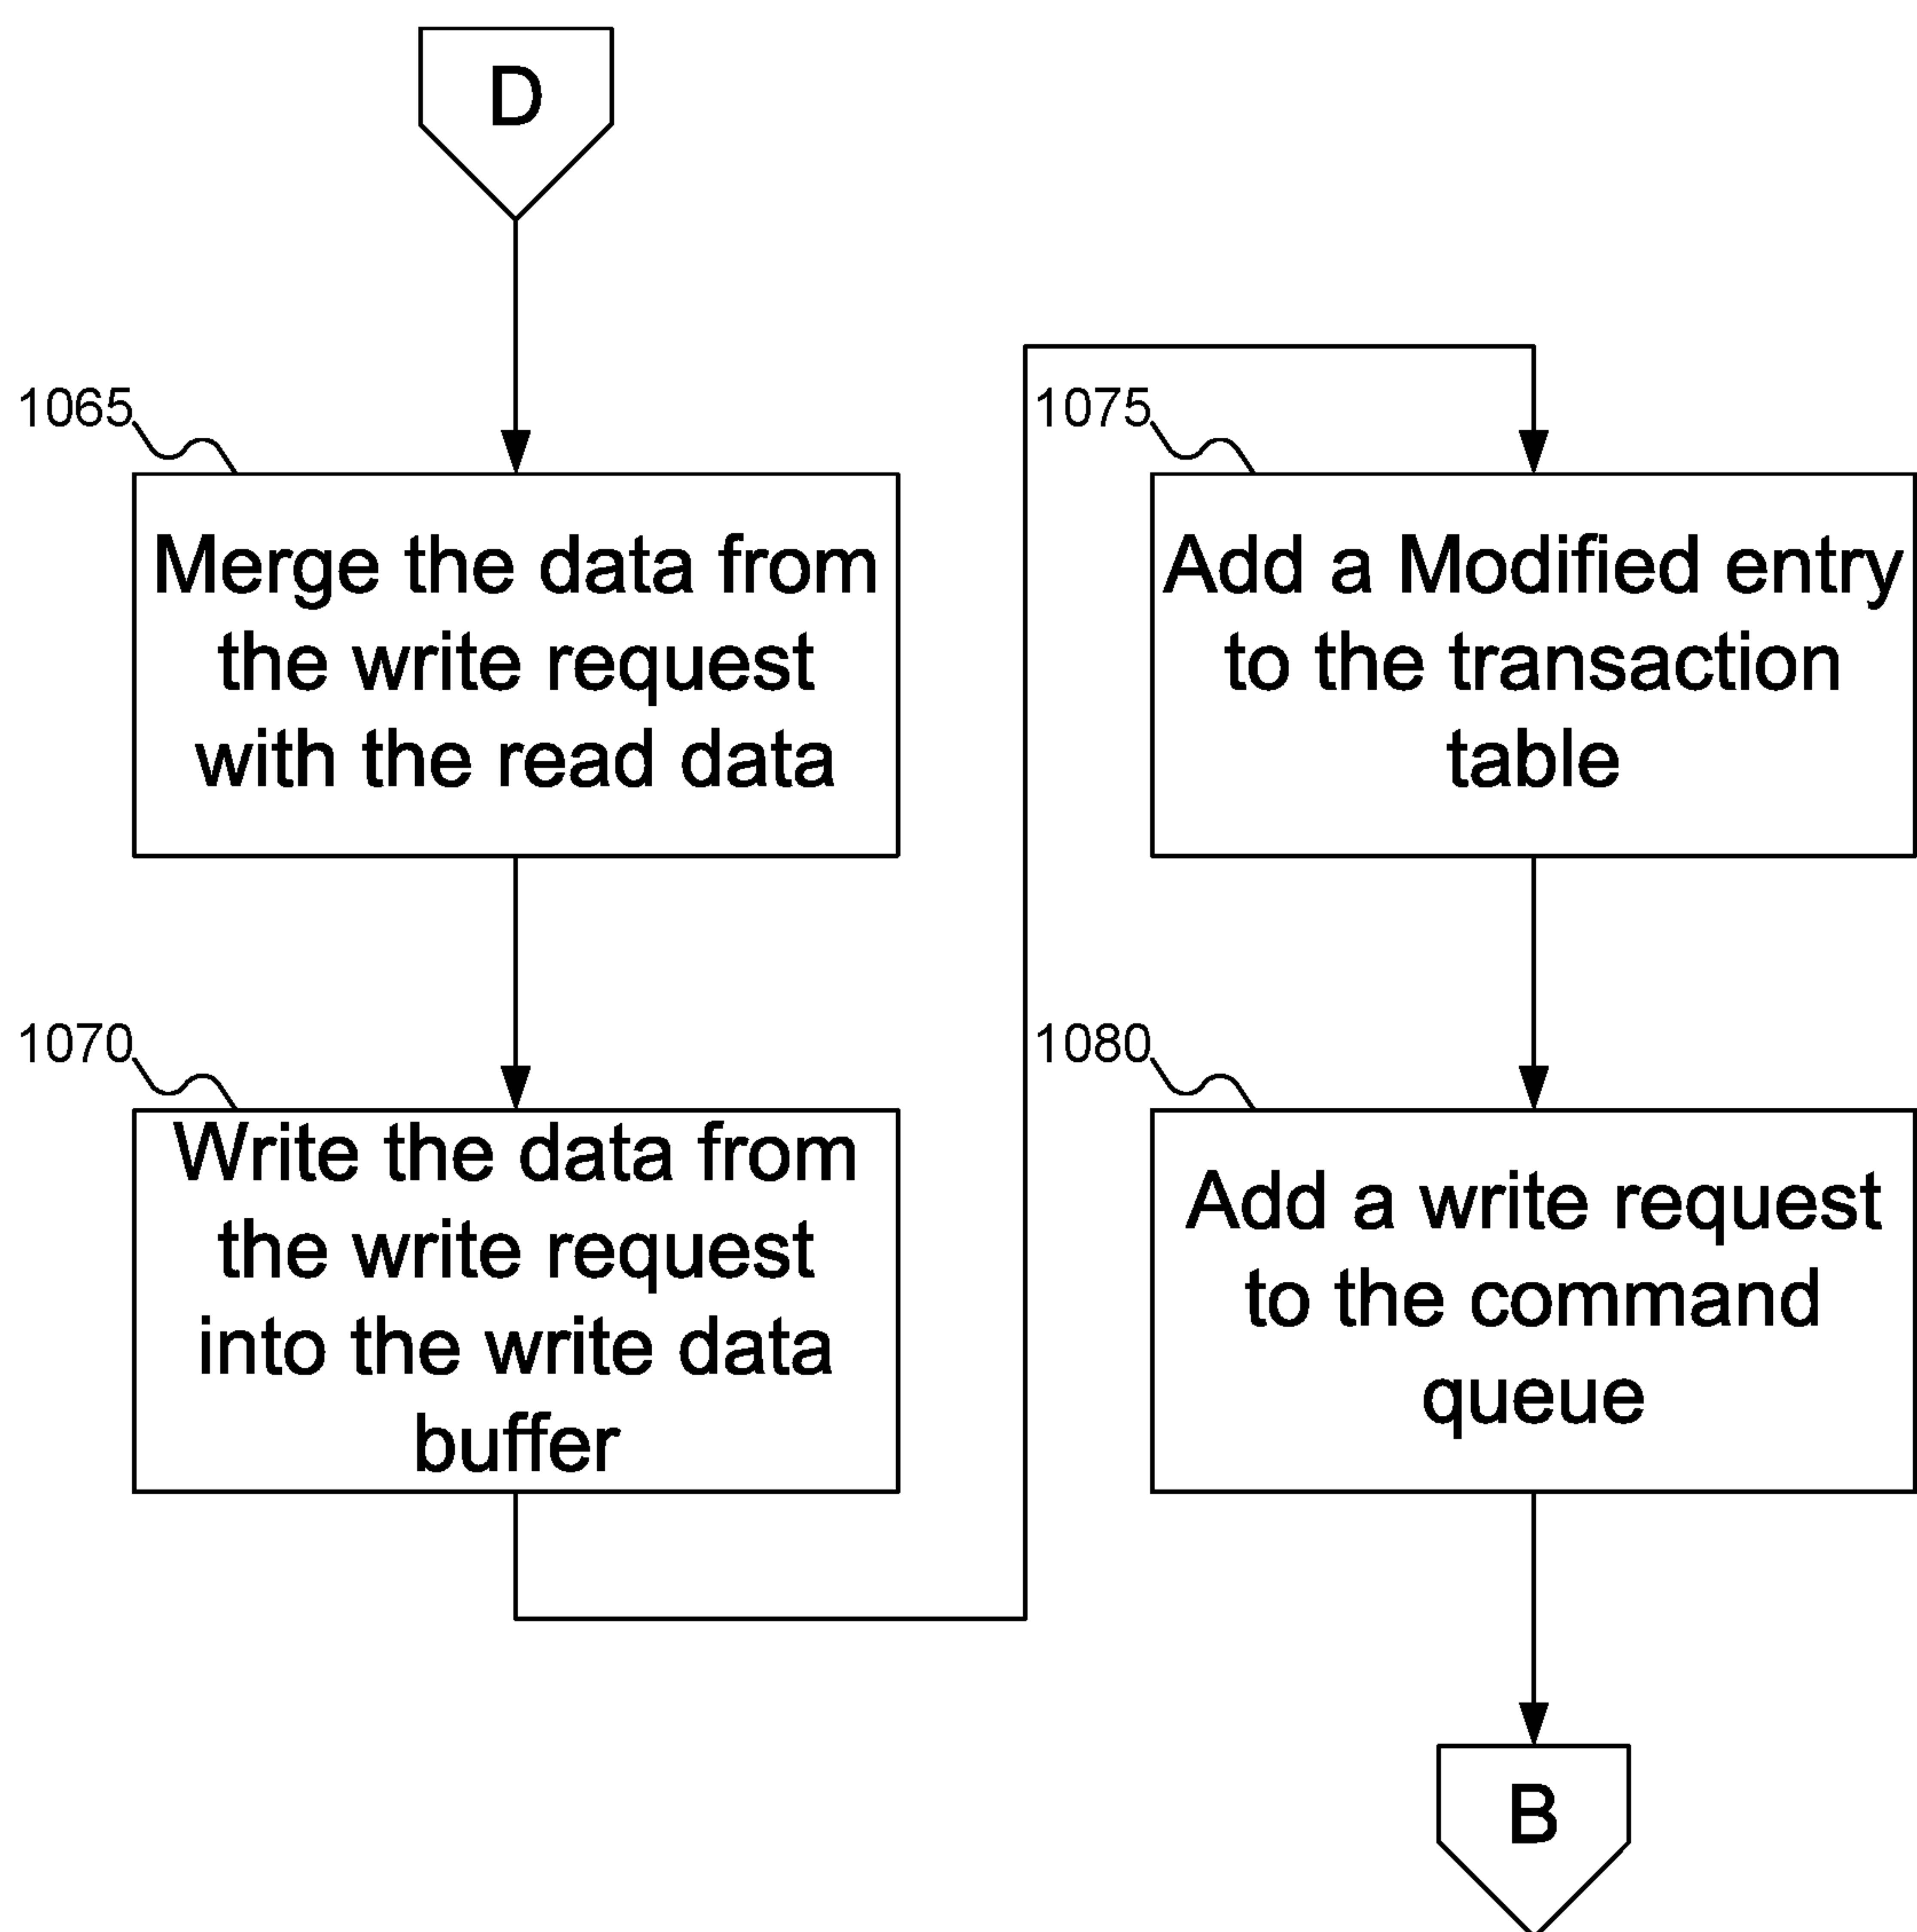 D
1065
Merge the data from
the write request
with the read data
1070
Write the data from
the write request
into the write data
buffer
1075
Add a Modified entry
to the transaction
table
1080
Add a write request
to the command
queue
B